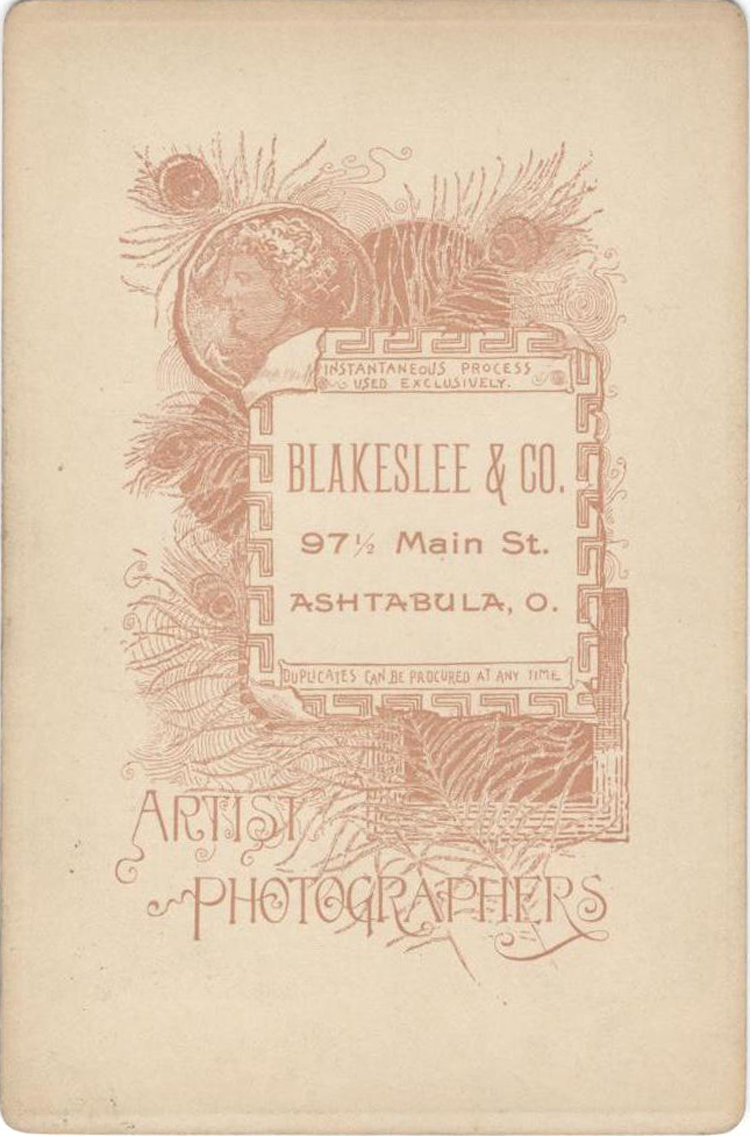 INSTANTANEOUS PROCESS
USED EXCLUSIVELY.
BLAKESLEE & CO.
97½ Main St.
ASHTABULA, O.
DUPLICATES CAN BE PROCURED AT ANY TIME
ARTIST
PHOTOGRAPHERS